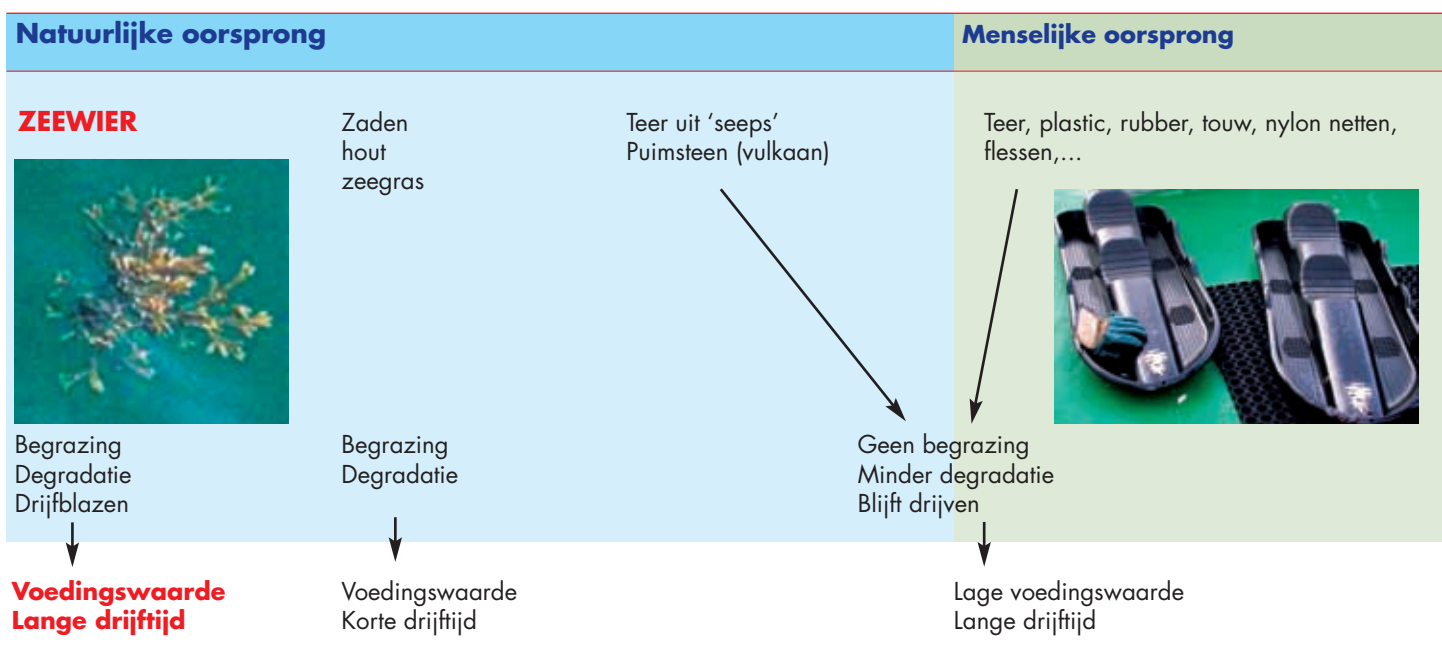 Natuurlijke oorsprong
Menselijke oorsprong
ZEEWIER
Zaden
hout
zeegras
Teer uit ‘seeps’
Puimsteen (vulkaan)
Teer, plastic, rubber, touw, nylon netten,
flessen,...
Begrazing
Degradatie
Drijfblazen
Begrazing
Degradatie
Geen begrazing
Minder degradatie
Blijft drijven
Voedingswaarde
Lange drijftijd
Voedingswaarde
Korte drijftijd
Lage voedingswaarde
Lange drijftijd